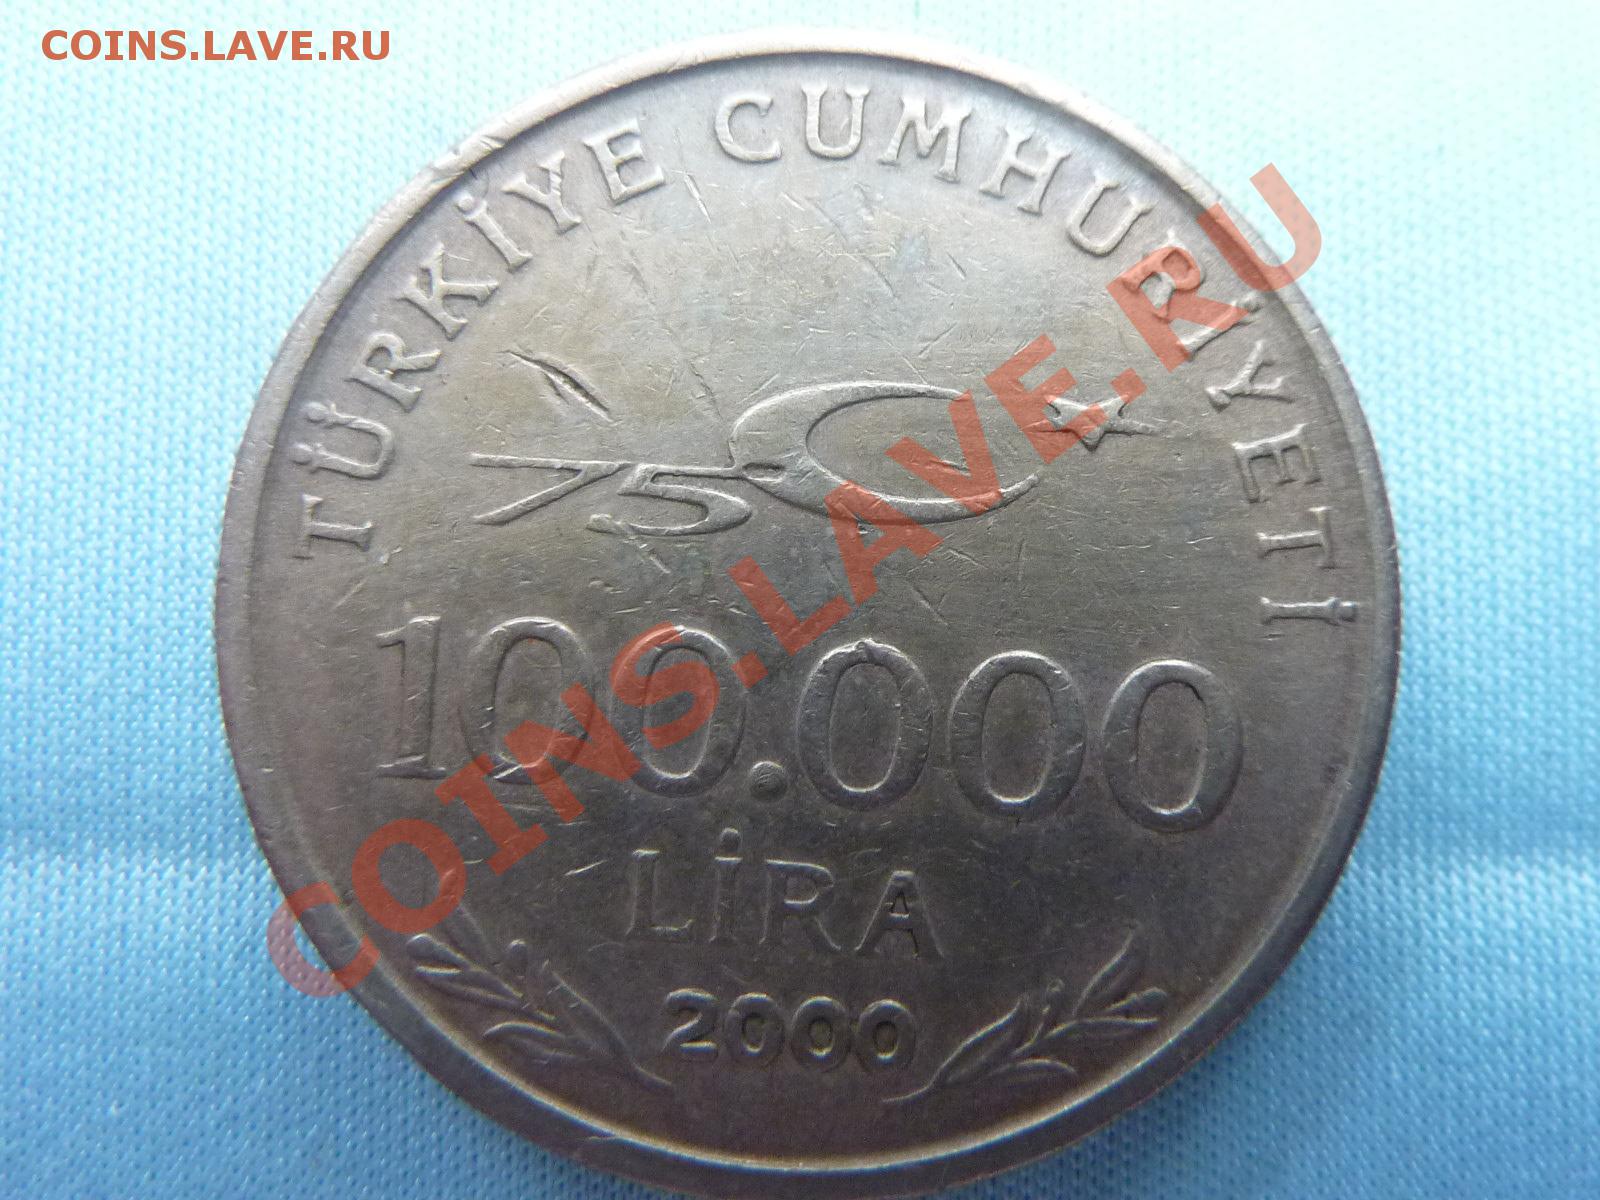 COINS.LAVE.RU
TÜRKİYE CUMHURİYETİ
75
100.000
LİRA
2000
COINS.LAVE.RU